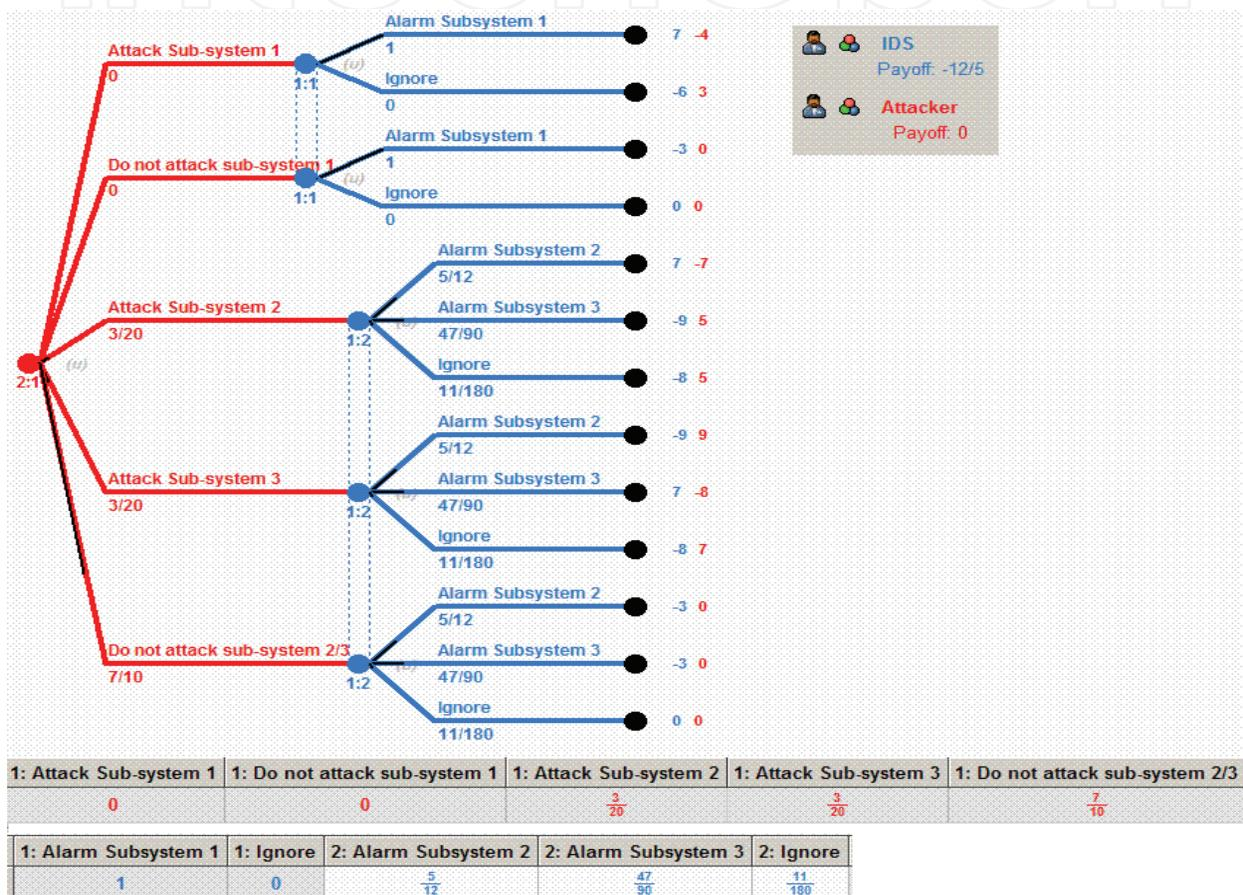 Alarm Subsystem 1
7 -4
Attack Sub-system 1
1
(u)
0
1:1
Ignore
-6 3
0
Alarm Subsystem 1
-3 0
Do not attack sub-system 1
1
(u)
0
1:1
Ignore
0 0
0
Alarm Subsystem 2
7 -7
5/12
Attack Sub-system 2
Alarm Subsystem 3
-9 5
3/20
47/90
1:2
Ignore
-8 5
11/180
(u)
2:1
Alarm Subsystem 2
-9 9
5/12
Attack Sub-system 3
Alarm Subsystem 3
7 -8
3/20
47/90
1:2
Ignore
-8 7
11/180
Alarm Subsystem 2
-3 0
5/12
Do not attack sub-system 2/3
Alarm Subsystem 3
-3 0
7/10
47/90
1:2
Ignore
0 0
11/180
IDS
Payoff: -12/5
Attacker
Payoff: 0
1: Attack Sub-system 1 1: Do not attack sub-system 1 1: Attack Sub-system 2 1: Attack Sub-system 3 1: Do not attack sub-system 2/3
0 0 3/20 3/20 7/10
1: Alarm Subsystem 1 1: Ignore 2: Alarm Subsystem 2 2: Alarm Subsystem 3 2: Ignore
1 0 5/12 47/90 11/180